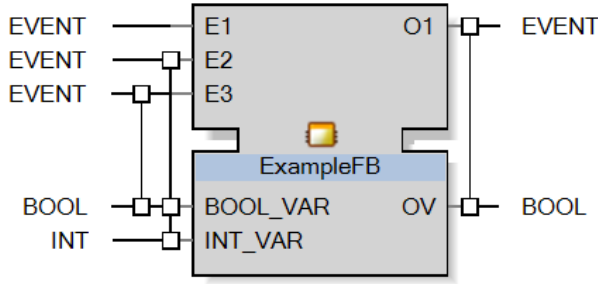 EVENT E1 O1 EVENT
EVENT E2
EVENT E3
ExampleFB
BOOL BOOL_VAR OV BOOL
INT INT_VAR